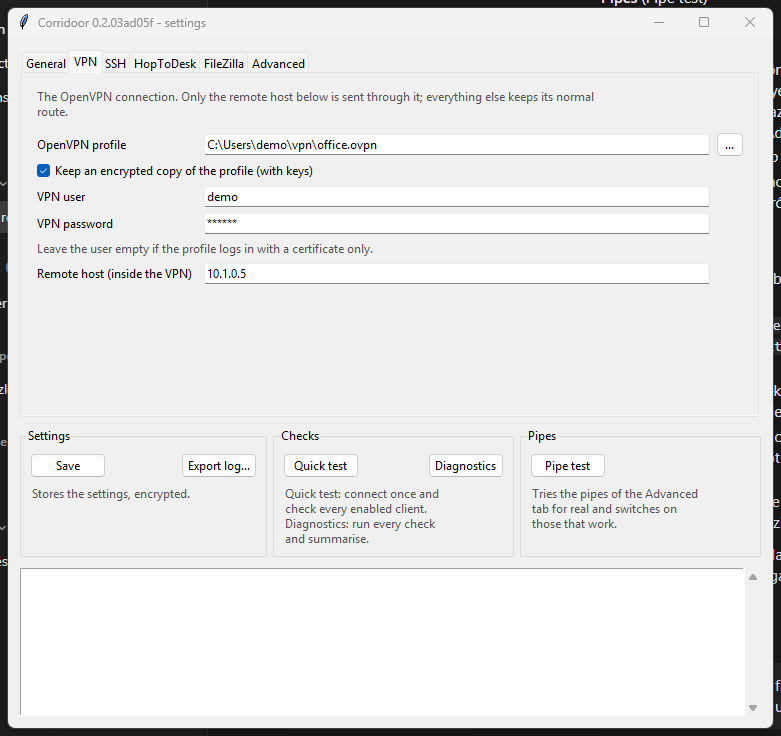 Pipes (Pipe test)
Corridoor 0.2.03ad05f - settings
General VPN SSH HopToDesk FileZilla Advanced
The OpenVPN connection. Only the remote host below is sent through it; everything else keeps its normal
route.
OpenVPN profile C:\Users\demo\vpn\office.ovpn ...
Keep an encrypted copy of the profile (with keys)
VPN user demo
VPN password ******
Leave the user empty if the profile logs in with a certificate only.
Remote host (inside the VPN) 10.1.0.5
Settings Checks Pipes
Save Export log... Quick test Diagnostics Pipe test
Stores the settings, encrypted.
Quick test: connect once and
check every enabled client.
Diagnostics: run every check
and summarise.
Tries the pipes of the Advanced
tab for real and switches on
those that work.